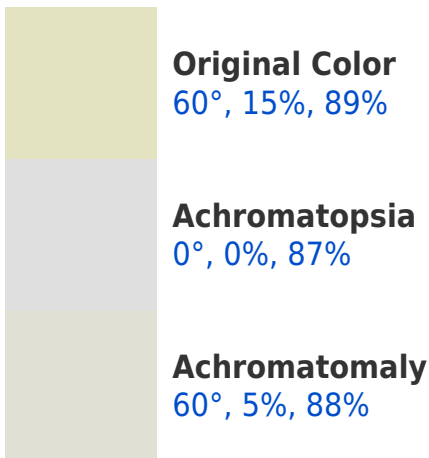 Original Color
60°, 15%, 89%
Achromatopsia
0°, 0%, 87%
Achromatomaly
60°, 5%, 88%